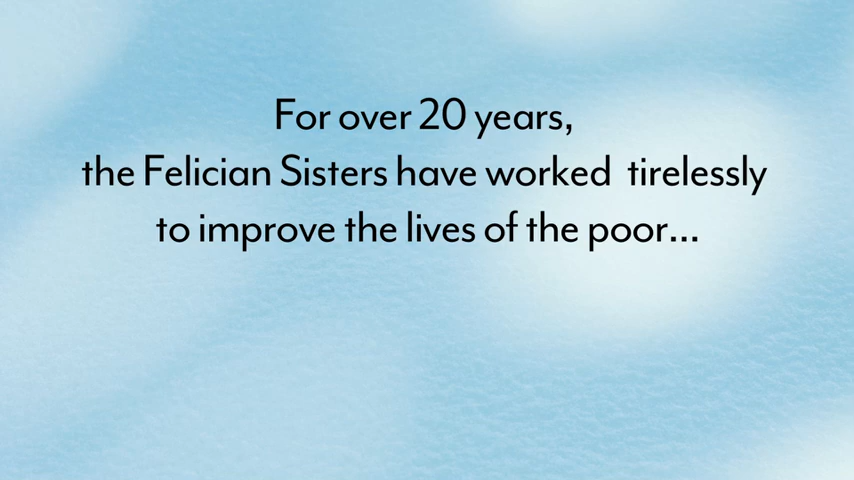 For over 20 years,
the Felician Sisters have worked  tirelessly
to improve the lives of the poor...